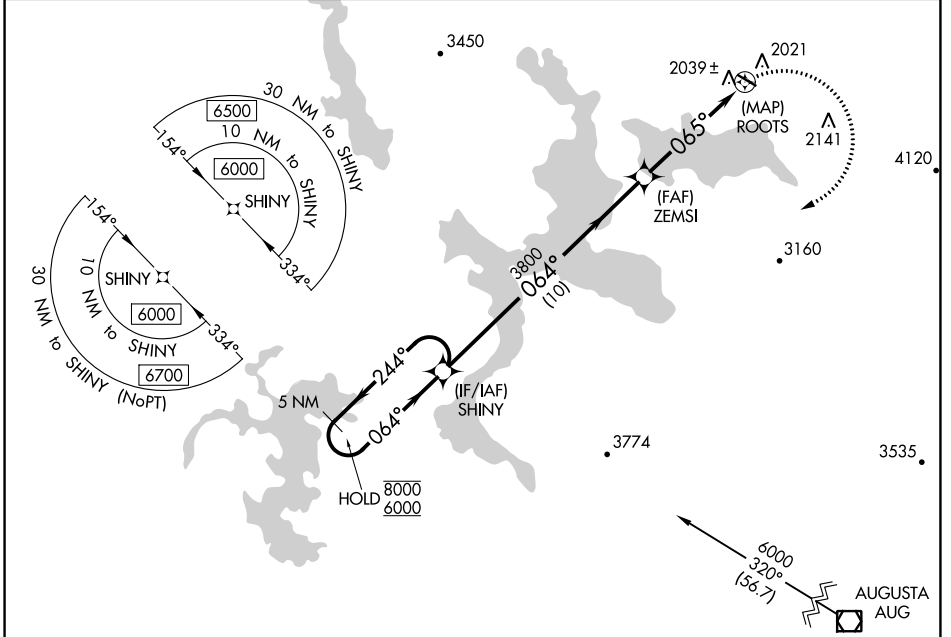 3450
2039 ±
2021
(MAP)
ROOTS
2141
4120
065°
(FAF)
ZEMSI
3160
30 NM to SHINY
6500
10 NM to SHINY
6000
154°
SHINY
334°
154°
SHINY
6000
334°
10 NM to SHINY
6700
30 NM to SHINY (NoPT)
3800
064°
(10)
244°
5 NM
064°
(IF/IAF)
SHINY
HOLD 8000
6000
3774
3535
6000
320°
(56.7)
AUGUSTA
AUG